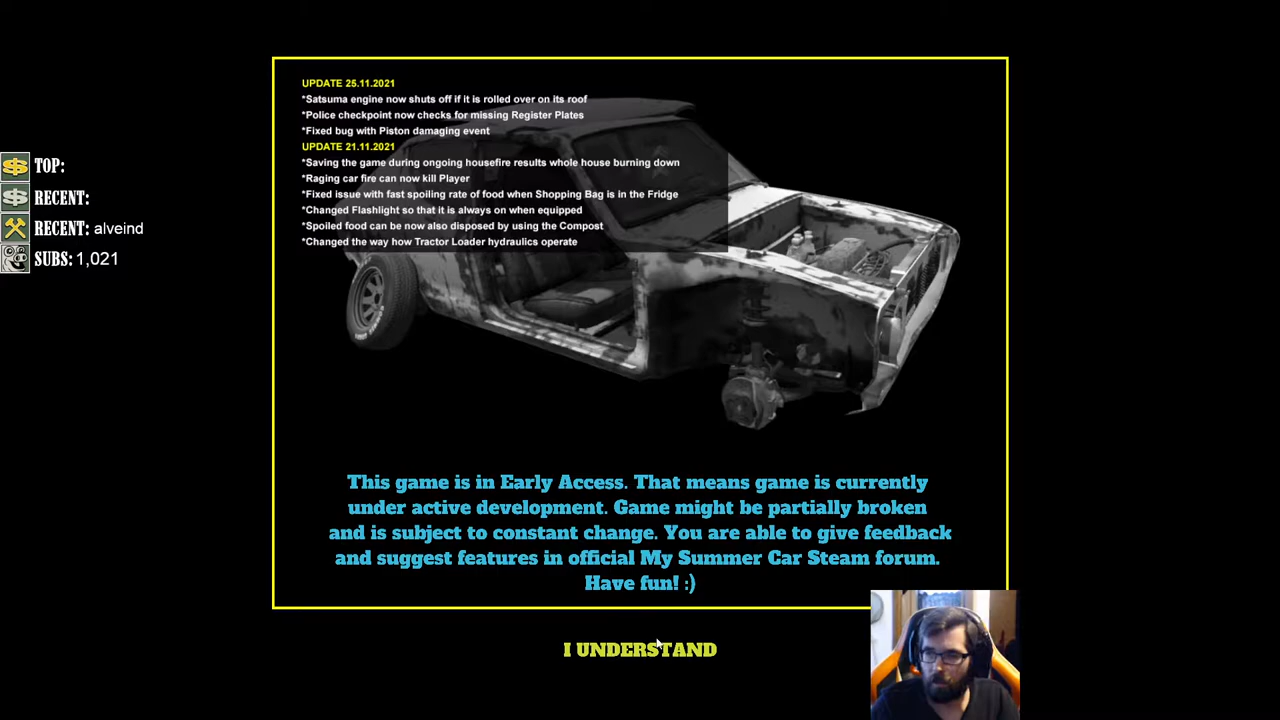 UPDATE 25.11.2021
*Satsuma engine now shuts off if it is rolled over on its roof
*Police checkpoint now checks for missing Register Plates
*Fixed bug with Piston damaging event
UPDATE 21.11.2021
*Saving the game during ongoing housefire results whole house burning down
*Raging car fire can now kill Player
*Fixed issue with fast spoiling rate of food when Shopping Bag is in the Fridge
*Changed Flashlight so that it is always on when equipped
*Spoiled food can be now also disposed by using the Compost
*Changed the way how Tractor Loader hydraulics operate
TOP:
RECENT:
RECENT: alveind
SUBS: 1,021
This game is in Early Access. That means game is currently
under active development. Game might be partially broken
and is subject to constant change. You are able to give feedback
and suggest features in official My Summer Car Steam forum.
Have fun! :)
I UNDERSTAND